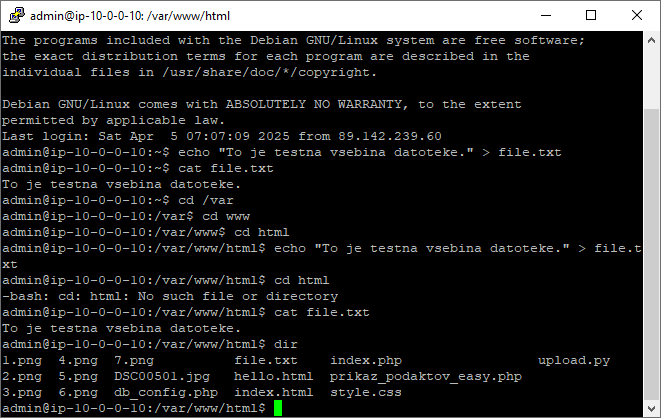 admin@ip-10-0-0-10: /var/www/html
The programs included with the Debian GNU/Linux system are free software;
the exact distribution terms for each program are described in the
individual files in /usr/share/doc/*/copyright.
Debian GNU/Linux comes with ABSOLUTELY NO WARRANTY, to the extent
permitted by applicable law.
Last login: Sat Apr  5 07:07:09 2025 from 89.142.239.60
admin@ip-10-0-0-10:~$ echo "To je testna vsebina datoteke." > file.txt
admin@ip-10-0-0-10:~$ cat file.txt
To je testna vsebina datoteke.
admin@ip-10-0-0-10:~$ cd /var
admin@ip-10-0-0-10:/var$ cd www
admin@ip-10-0-0-10:/var/www$ cd html
admin@ip-10-0-0-10:/var/www/html$ echo "To je testna vsebina datoteke." > file.t
xt
admin@ip-10-0-0-10:/var/www/html$ cd html
-bash: cd: html: No such file or directory
admin@ip-10-0-0-10:/var/www/html$ cat file.txt
To je testna vsebina datoteke.
admin@ip-10-0-0-10:/var/www/html$ dir
1.png  4.png  7.png          file.txt    index.php                 upload.py
2.png  5.png  DSC00501.jpg   hello.html  prikaz_podaktov_easy.php
3.png  6.png  db_config.php  index.html  style.css
admin@ip-10-0-0-10:/var/www/html$